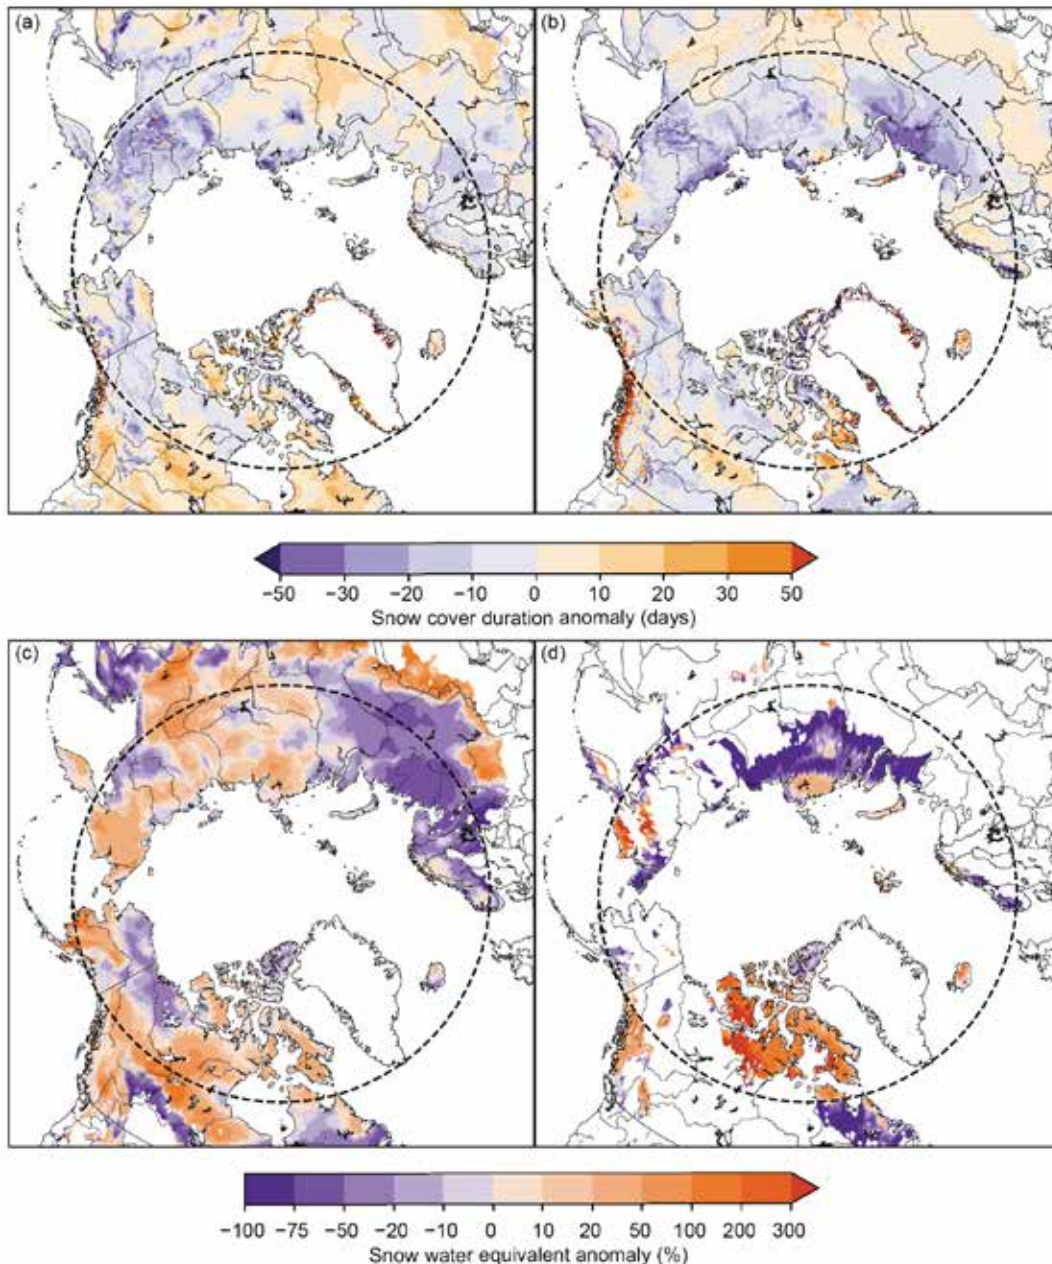 (a)
(b)
−50 −30 −20 −10 0 10 20 30 50
Snow cover duration anomaly (days)
(c)
(d)
−100 −75 −50 −10 0 10 20 50 100 200 300
Snow water equivalent anomaly (%)